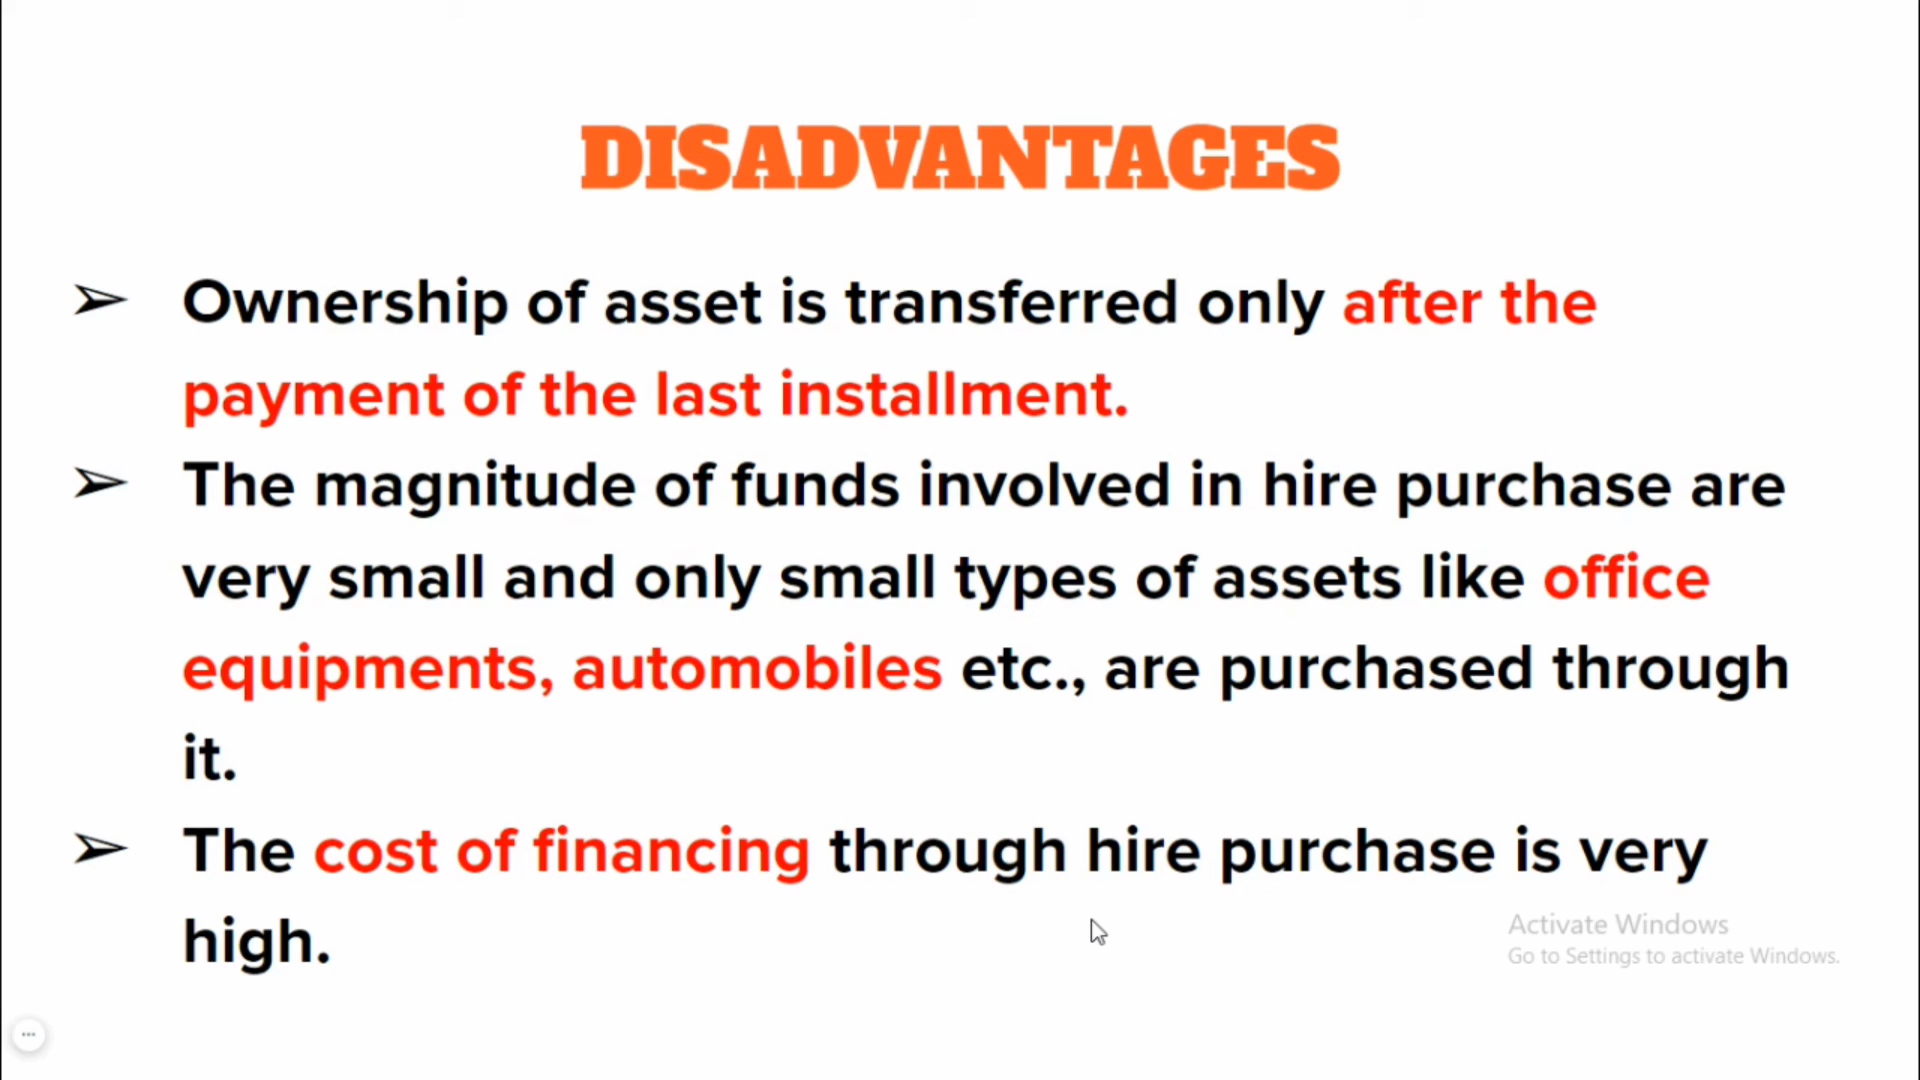 DISADVANTAGES
➢ Ownership of asset is transferred only after the
payment of the last installment.
➢ The magnitude of funds involved in hire purchase are
very small and only small types of assets like office
equipments, automobiles etc., are purchased through
it.
➢ The cost of financing through hire purchase is very
high.
Activate Windows
Go to Settings to activate Windows.